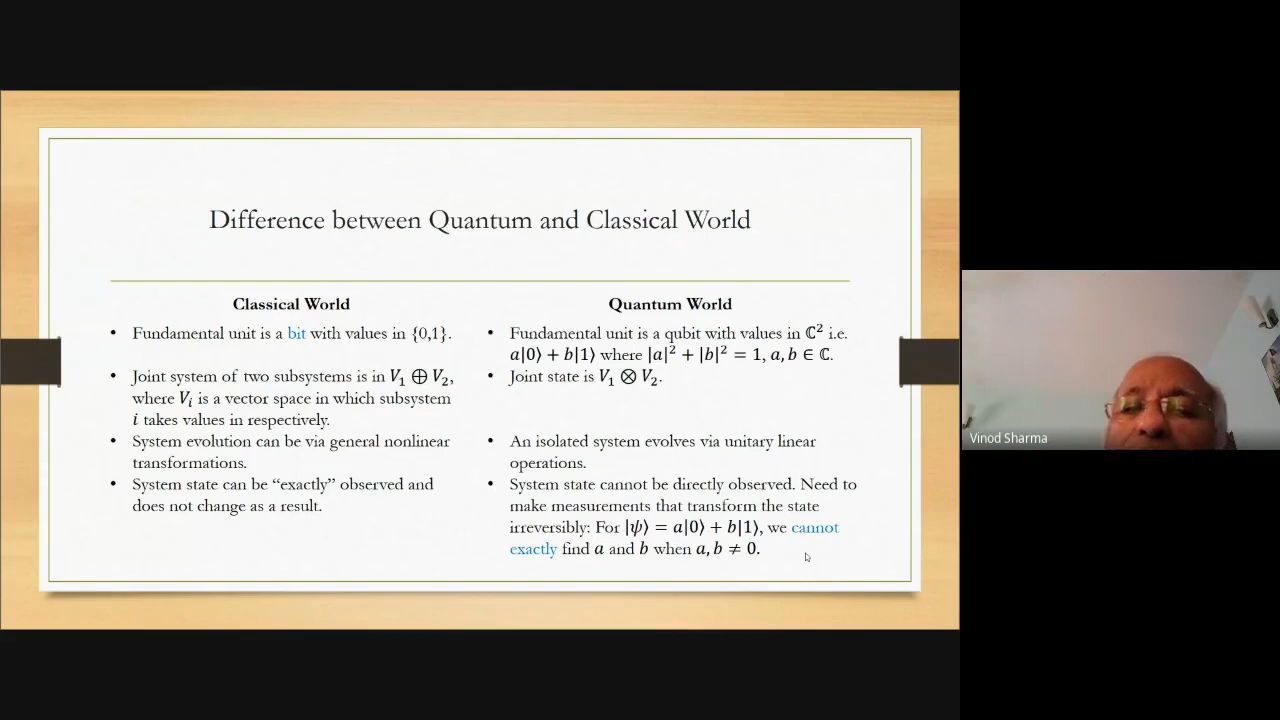 Difference between Quantum and Classical World
Classical World
• Fundamental unit is a bit with values in {0,1}.
• Joint system of two subsystems is in V₁ ⊕ V₂,
where Vᵢ is a vector space in which subsystem
i takes values in respectively.
• System evolution can be via general nonlinear
transformations.
• System state can be “exactly” observed and
does not change as a result.
Quantum World
• Fundamental unit is a qubit with values in ℂ² i.e.
a|0⟩ + b|1⟩ where |a|² + |b|² = 1, a, b ∈ ℂ.
• Joint state is V₁ ⊗ V₂.
• An isolated system evolves via unitary linear
operations.
• System state cannot be directly observed. Need to
make measurements that transform the state
irreversibly: For |ψ⟩ = a|0⟩ + b|1⟩, we cannot
exactly find a and b when a, b ≠ 0.
Vinod Sharma